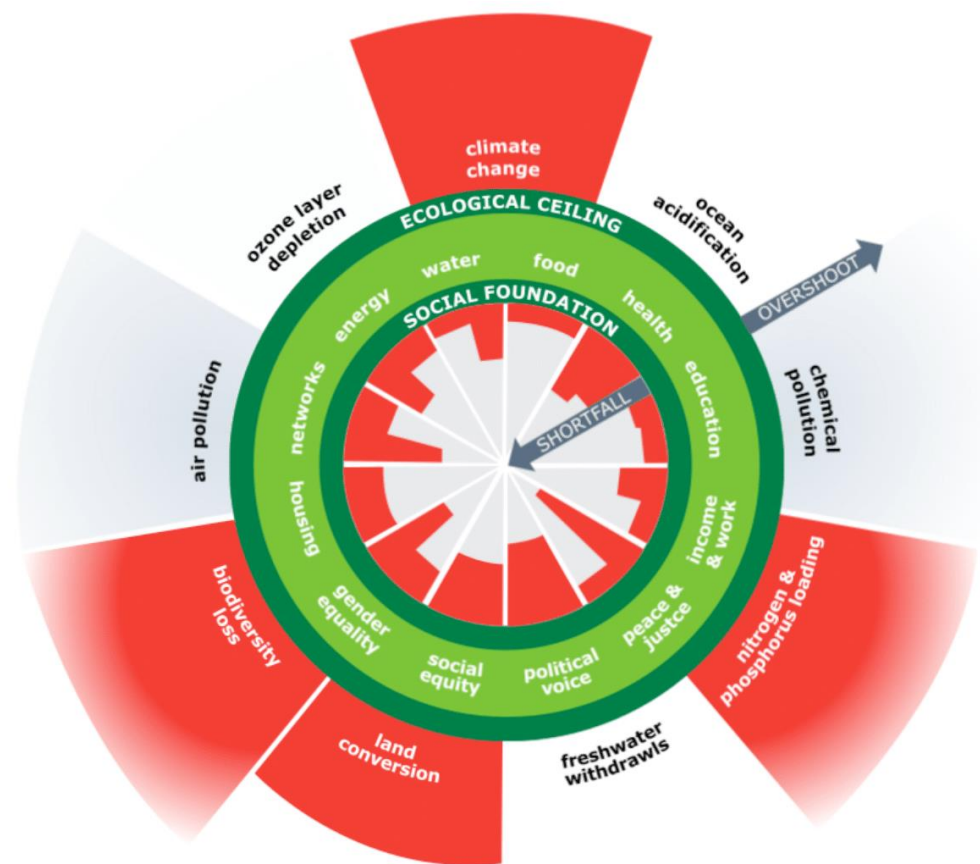 climate
change
ocean
acidification
OVERSHOOT
chemical
pollution
nitrogen &
phosphorus loading
freshwater
withdrawls
land
conversion
biodiversity
loss
air pollution
ozone layer
depletion
ECOLOGICAL CEILING
water
food
health
education
income
& work
peace &
justce
political
voice
social
equity
gender
equality
housing
networks
energy
SOCIAL FOUNDATION
SHORTFALL